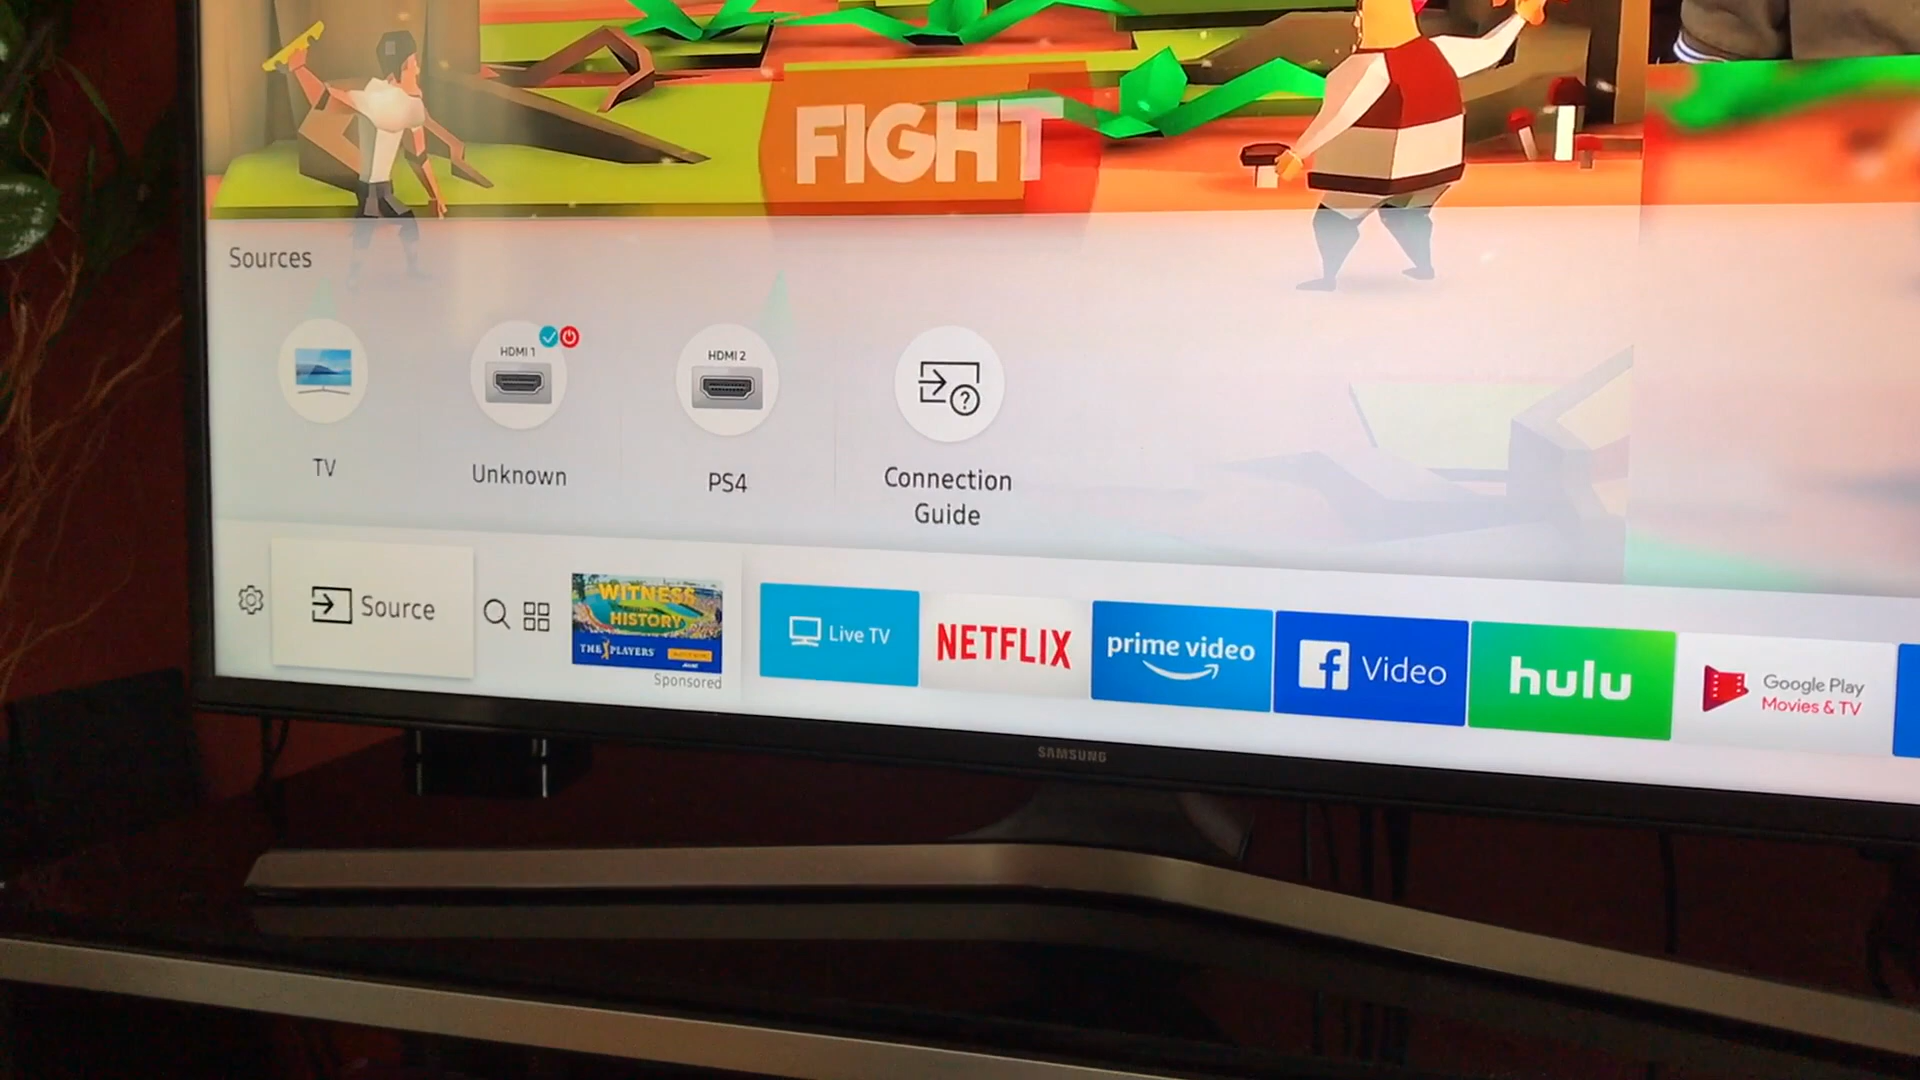 FIGHT
Sources
HDMI 1
HDMI 2
TV
Unknown
PS4
Connection
Guide
Source
WITNESS
HISTORY
THE PLAYERS
Sponsored
Live TV
NETFLIX
prime video
f Video
hulu
Google Play
Movies & TV
SAMSUNG